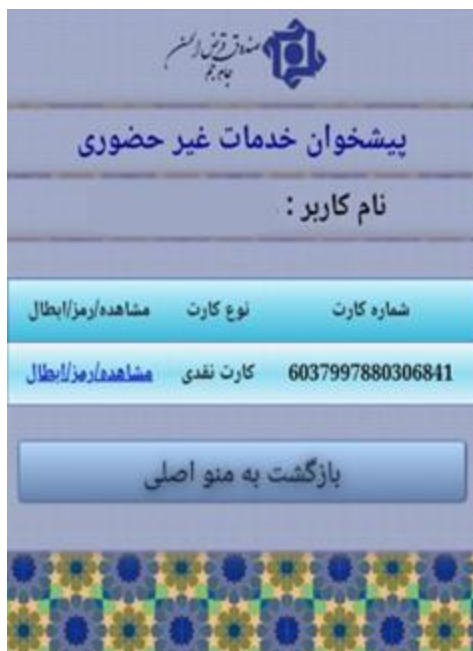 صندوق قرض الحسن
پیشخوان خدمات غیر حضوری
نام کاربر :
شماره کارت نوع کارت مشاهده/رمز/ابطال
6037997880306841 کارت نقدی مشاهده/رمز/ابطال
بازگشت به منو اصلی